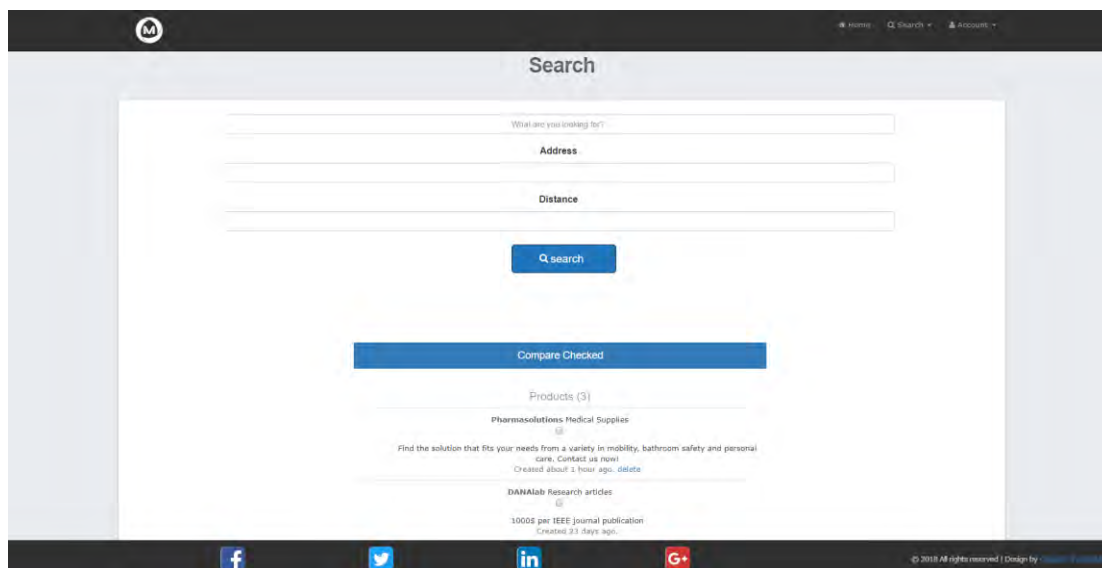 M
Home Search Account
Search
What are you looking for?
Address
Distance
search
Compare Checked
Products (3)
Pharmasolutions Medical Supplies
Find the solution that fits your needs from a variety in mobility, bathroom safety and personal
care. Contact us now!
Created about 1 hour ago. delete
DANAlab Research articles
1000$ per IEEE journal publication
Created 23 days ago.
f in G+
© 2018 All rights reserved | Design by